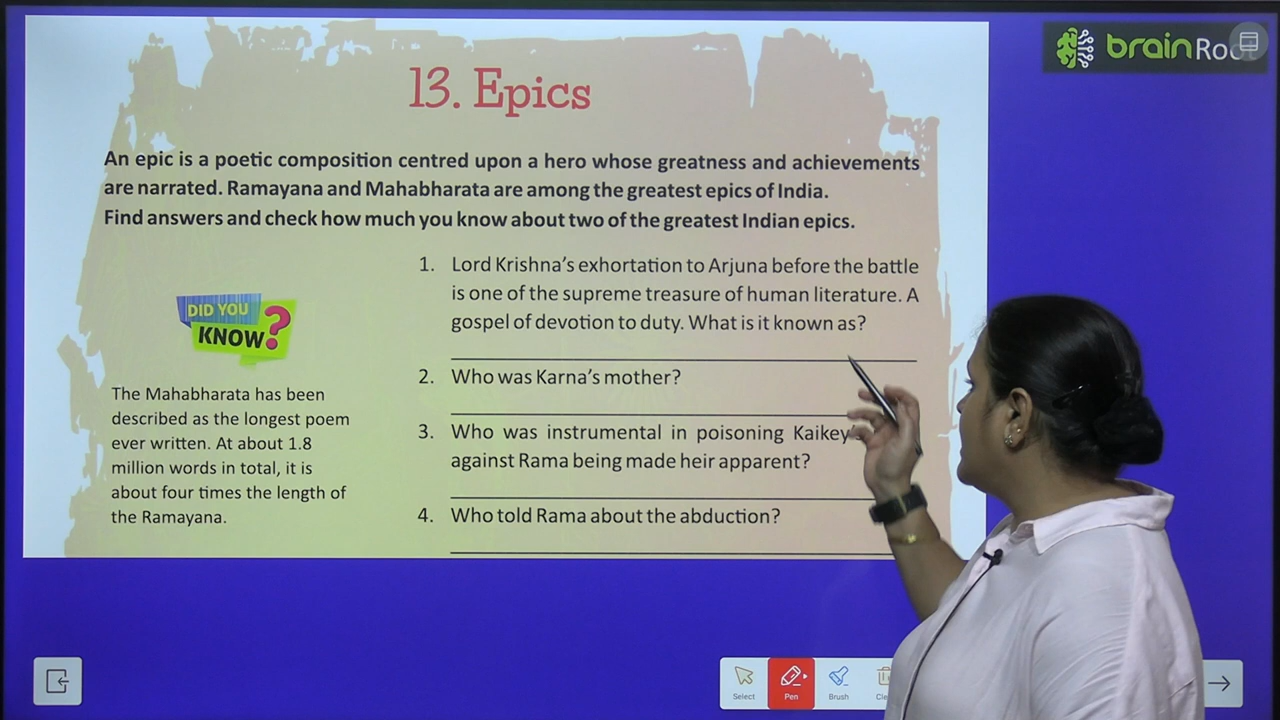 brainRoot
13. Epics
An epic is a poetic composition centred upon a hero whose greatness and achievements
are narrated. Ramayana and Mahabharata are among the greatest epics of India.
Find answers and check how much you know about two of the greatest Indian epics.
1. Lord Krishna's exhortation to Arjuna before the battle
is one of the supreme treasure of human literature. A
gospel of devotion to duty. What is it known as?
2. Who was Karna's mother?
3. Who was instrumental in poisoning Kaikey
against Rama being made heir apparent?
4. Who told Rama about the abduction?
DID YOU
KNOW?
The Mahabharata has been
described as the longest poem
ever written. At about 1.8
million words in total, it is
about four times the length of
the Ramayana.
Select Pen Brush